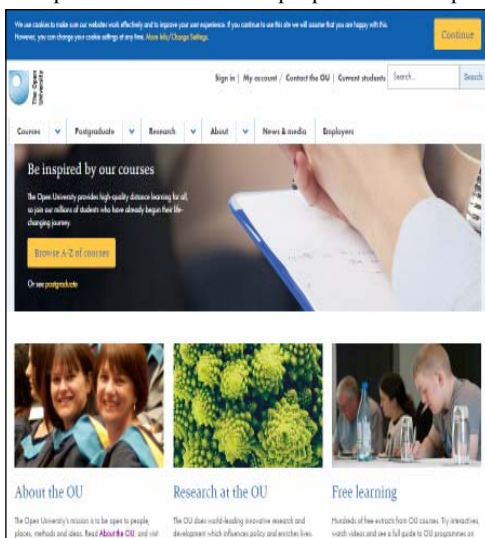 We use cookies to make sure our websites work effectively and to improve your user experience. If you continue to use this site we will assume that you are happy with this.
However, you can change your cookie settings at any time. More Info/Change Settings.
Continue
The Open
University
Sign in | My account / Contact the OU | Current students
Search...
Search
Courses
Postgraduate
Research
About
News & media
Employers
Be inspired by our courses
The Open University provides high-quality distance learning for all,
so join our millions of students who have already begun their life-
changing journey.
Browse A-Z of courses
Or see postgraduate
About the OU
Research at the OU
Free learning
The Open University's mission is to be open to people,
places, methods and ideas. Read About the OU, and visit
The OU does world-leading innovative research and
development which influences policy and enriches lives.
Hundreds of free extracts from OU courses. Try interactives,
watch videos and see a full guide to OU programmes on